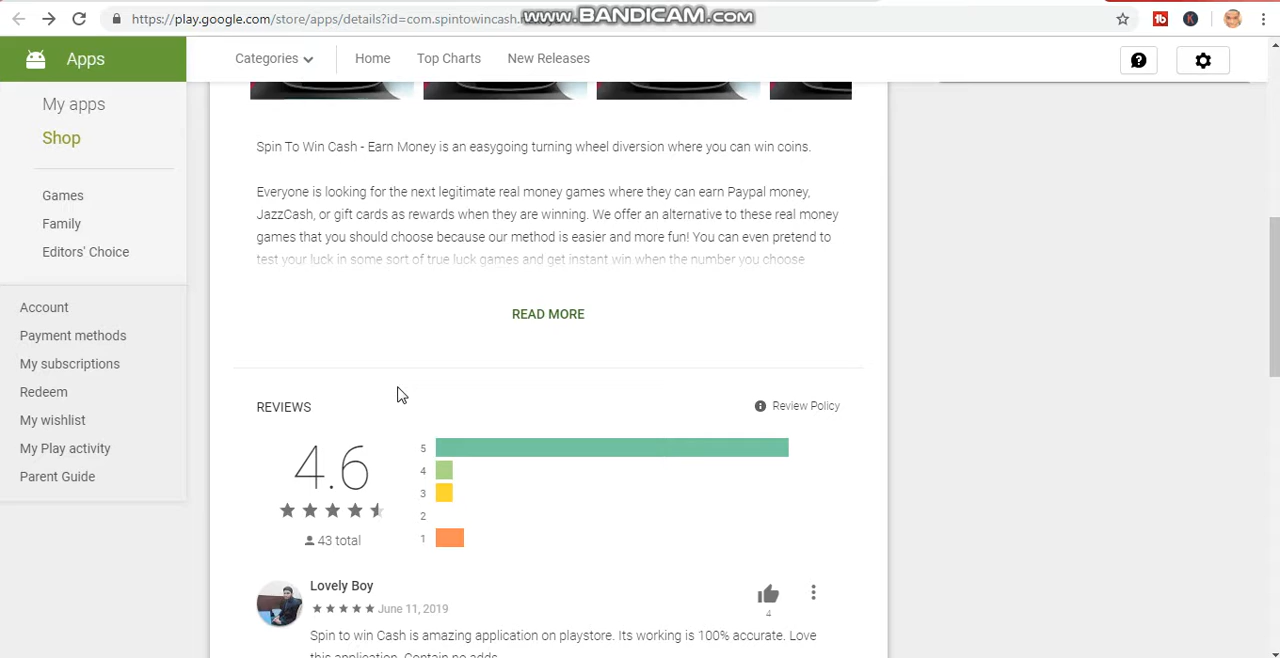 https://play.google.com/store/apps/details?id=com.spintowincash.
www.BANDICAM.com
Apps
Categories
Home
Top Charts
New Releases
My apps
Shop
Games
Family
Editors' Choice
Account
Payment methods
My subscriptions
Redeem
My wishlist
My Play activity
Parent Guide
Spin To Win Cash - Earn Money is an easygoing turning wheel diversion where you can win coins.
Everyone is looking for the next legitimate real money games where they can earn Paypal money,
JazzCash, or gift cards as rewards when they are winning. We offer an alternative to these real money
games that you should choose because our method is easier and more fun! You can even pretend to
test your luck in some sort of true luck games and get instant win when the number you choose
READ MORE
REVIEWS
Review Policy
4.6
43 total
5
4
3
2
1
Lovely Boy
June 11, 2019
4
Spin to win Cash is amazing application on playstore. Its working is 100% accurate. Love
this application. Contain no adds